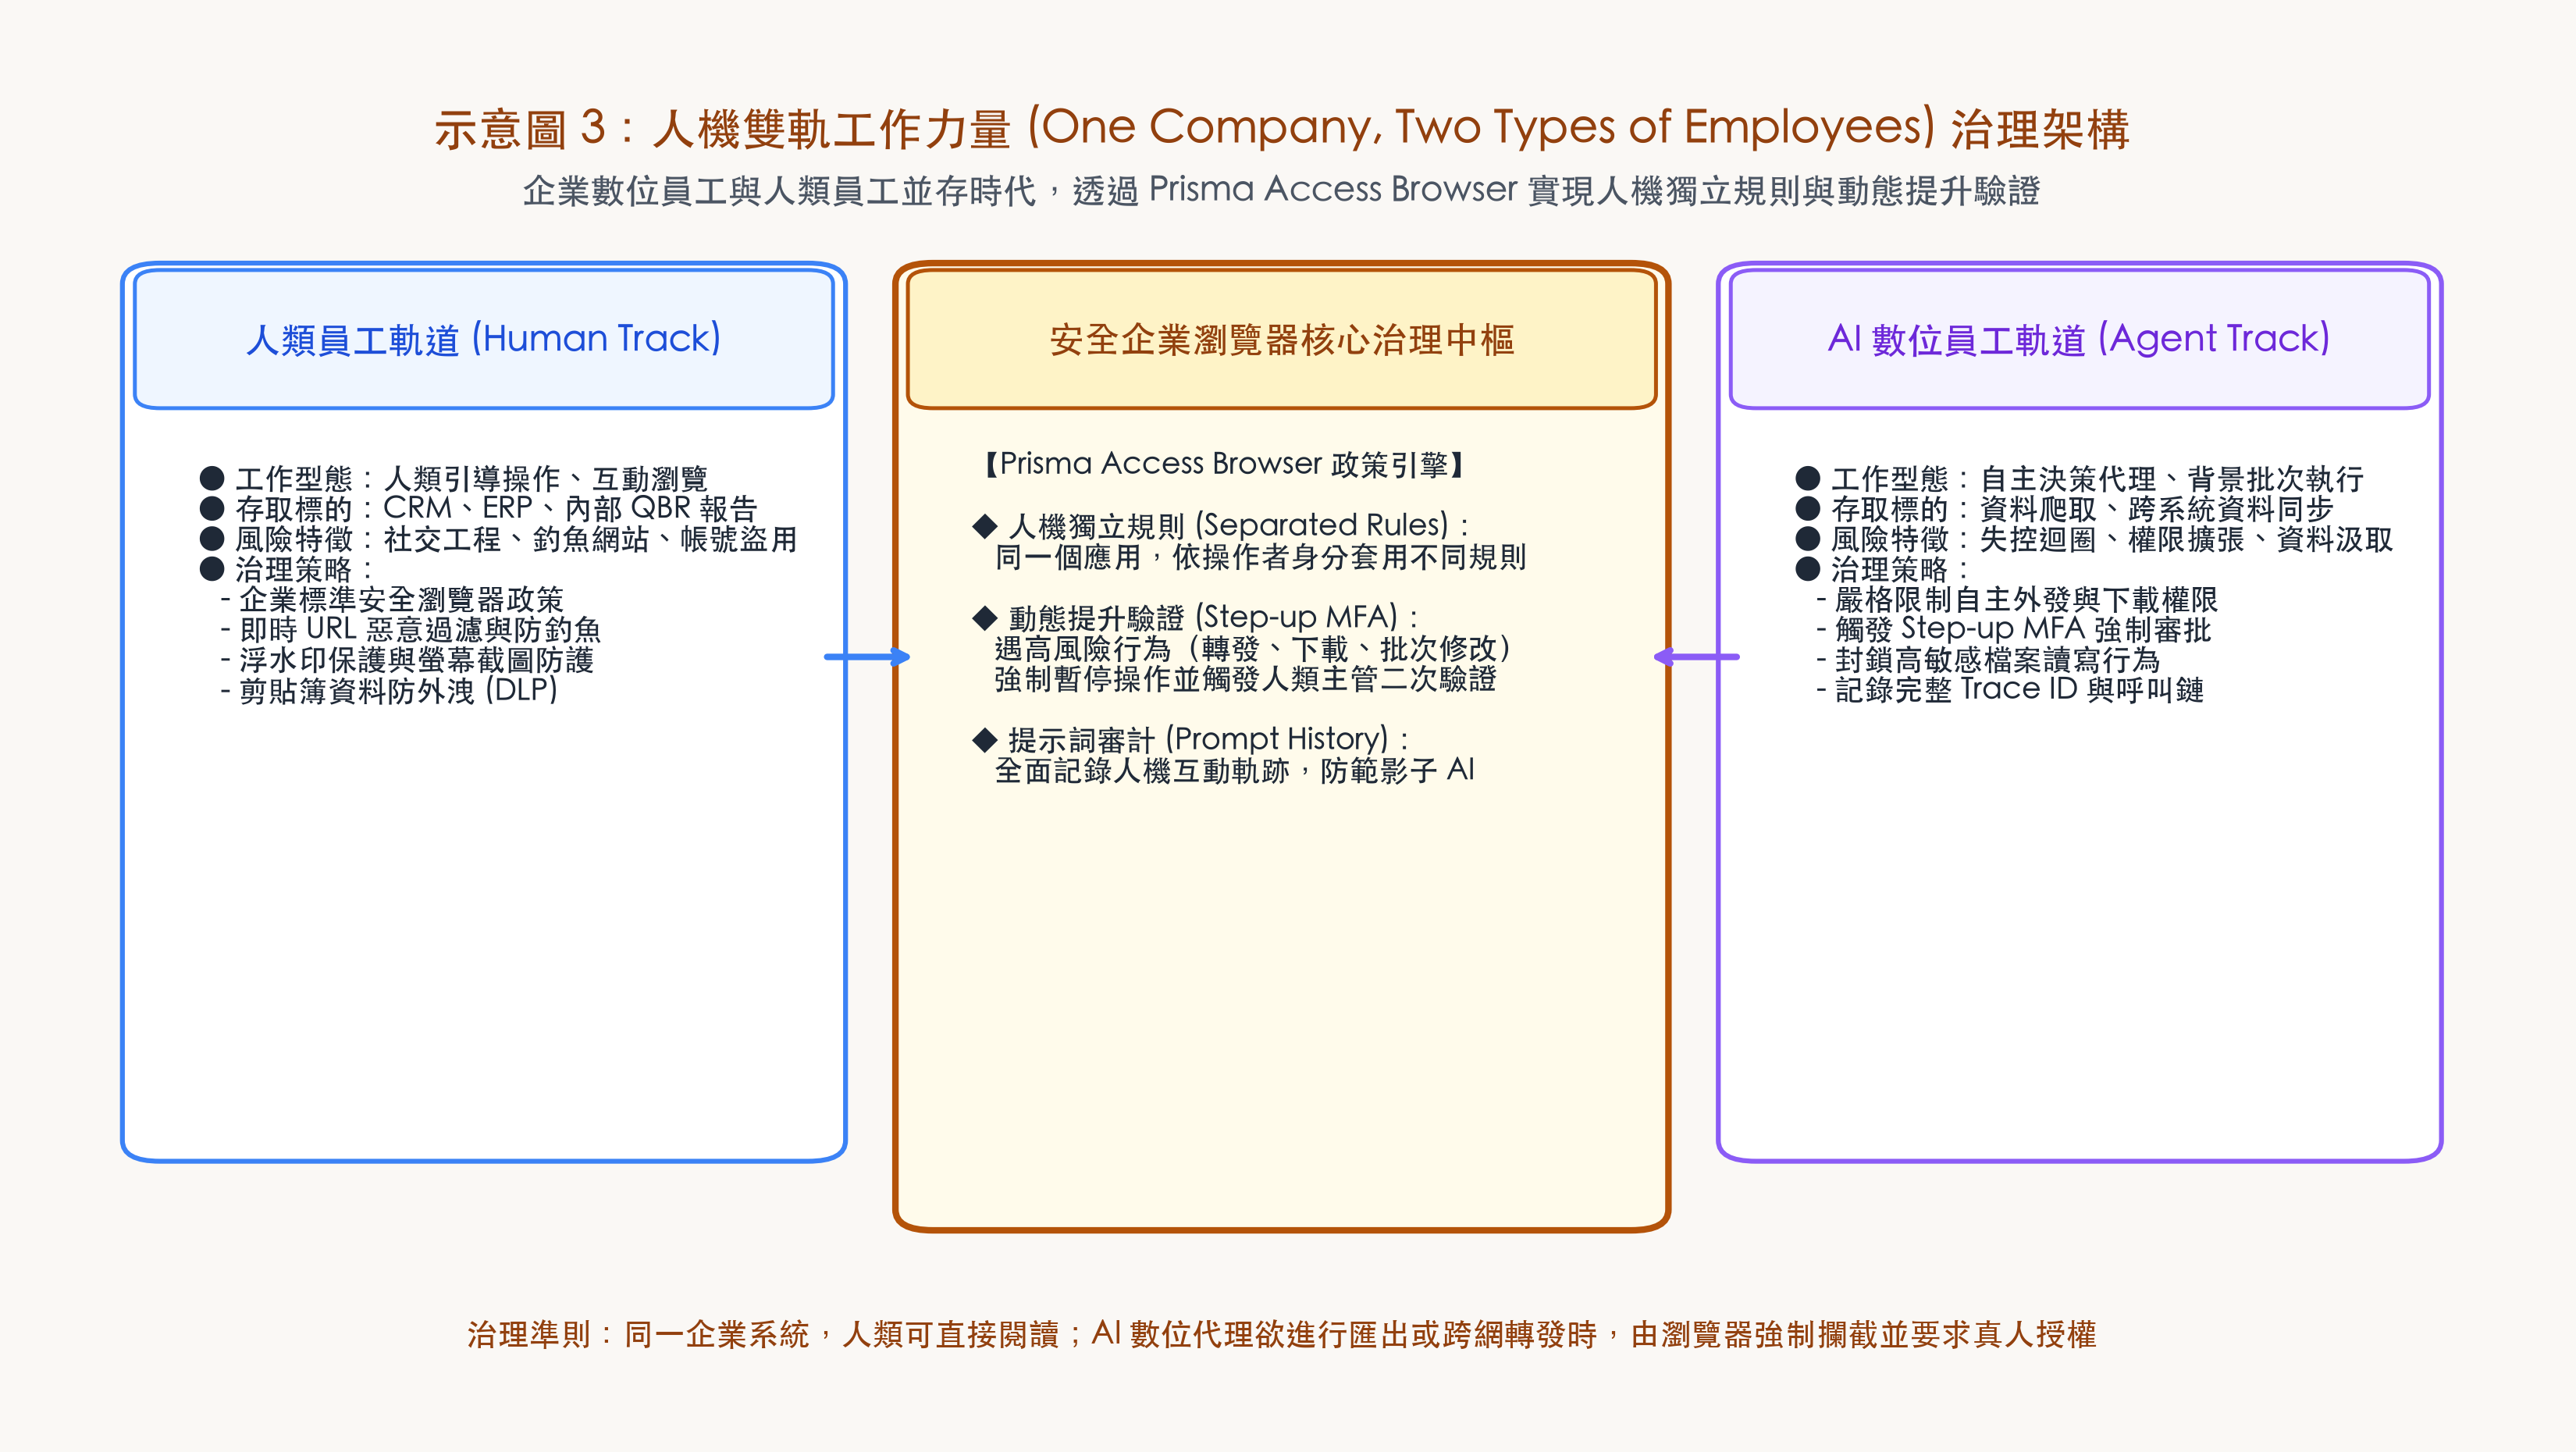 示意圖 3：人機雙軌工作力量 (One Company, Two Types of Employees) 治理架構
企業數位員工與人類員工並存時代，透過 Prisma Access Browser 實現人機獨立規則與動態提升驗證
人類員工軌道 (Human Track)
● 工作型態：人類引導操作、互動瀏覽
● 存取標的：CRM、ERP、內部 QBR 報告
● 風險特徵：社交工程、釣魚網站、帳號盜用
● 治理策略：
- 企業標準安全瀏覽器政策
- 即時 URL 惡意過濾與防釣魚
- 浮水印保護與螢幕截圖防護
- 剪貼簿資料防外洩 (DLP)
安全企業瀏覽器核心治理中樞
【Prisma Access Browser 政策引擎】
◆ 人機獨立規則 (Separated Rules)：
同一個應用，依操作者身分套用不同規則
◆ 動態提升驗證 (Step-up MFA)：
遇高風險行為（轉發、下載、批次修改）
強制暫停操作並觸發人類主管二次驗證
◆ 提示詞審計 (Prompt History)：
全面記錄人機互動軌跡，防範影子 AI
AI 數位員工軌道 (Agent Track)
● 工作型態：自主決策代理、背景批次執行
● 存取標的：資料爬取、跨系統資料同步
● 風險特徵：失控迴圈、權限擴張、資料汲取
● 治理策略：
- 嚴格限制自主外發與下載權限
- 觸發 Step-up MFA 強制審批
- 封鎖高敏感檔案讀寫行為
- 記錄完整 Trace ID 與呼叫鏈
治理準則：同一企業系統，人類可直接閱讀；AI 數位代理欲進行匯出或跨網轉發時，由瀏覽器強制攔截並要求真人授權